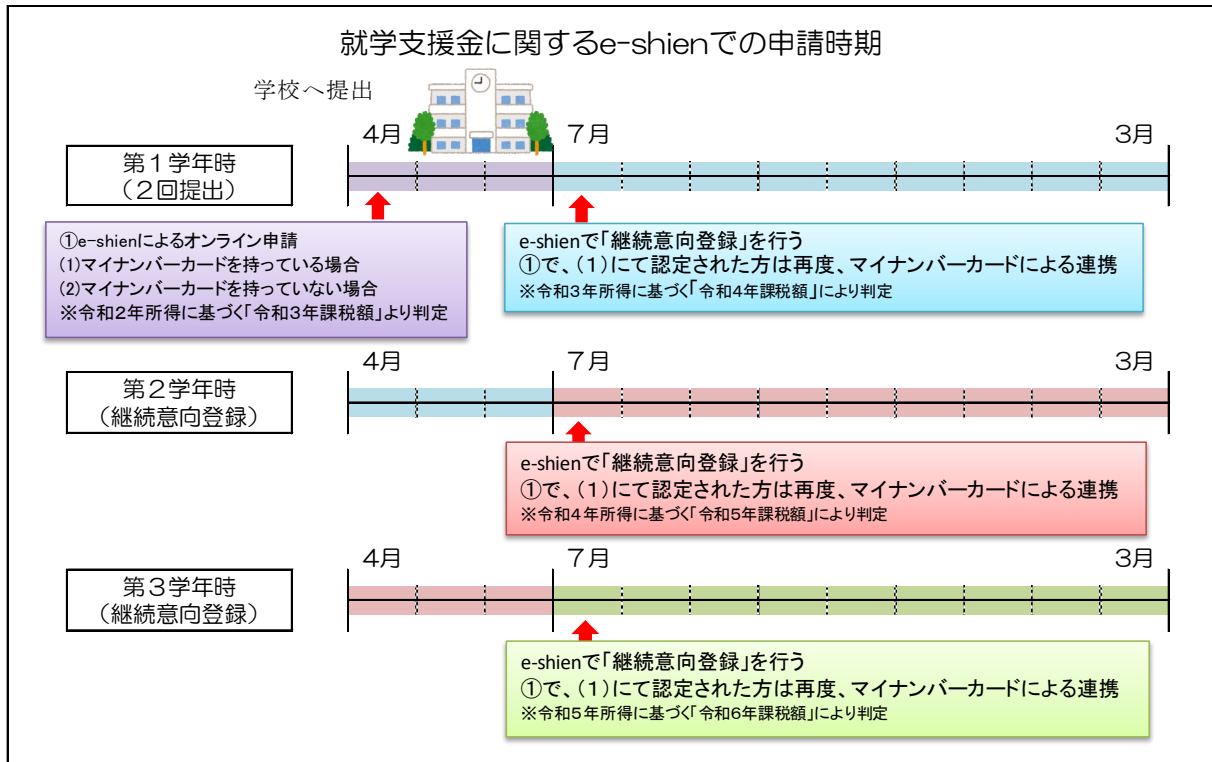 就学支援金に関するe-shienでの申請時期
学校へ提出
4月
7月
3月
第1学年時
(2回提出)
①e-shienによるオンライン申請
(1)マイナンバーカードを持っている場合
(2)マイナンバーカードを持っていない場合
※令和2年所得に基づく「令和3年課税額」より判定
e-shienで「継続意向登録」を行う
①で、(1)にて認定された方は再度、マイナンバーカードによる連携
※令和3年所得に基づく「令和4年課税額」により判定
4月
7月
3月
第2学年時
(継続意向登録)
e-shienで「継続意向登録」を行う
①で、(1)にて認定された方は再度、マイナンバーカードによる連携
※令和4年所得に基づく「令和5年課税額」により判定
4月
7月
3月
第3学年時
(継続意向登録)
e-shienで「継続意向登録」を行う
①で、(1)にて認定された方は再度、マイナンバーカードによる連携
※令和5年所得に基づく「令和6年課税額」により判定